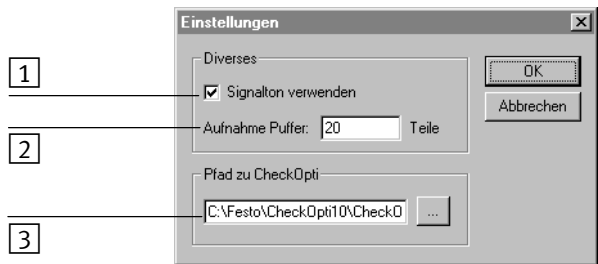 Einstellungen
Diverses
1
Signalton verwenden
OK
Abbrechen
2
Aufnahme Puffer: 20 Teile
Pfad zu CheckOpti
3
C:\Festo\CheckOpti10\CheckO ...